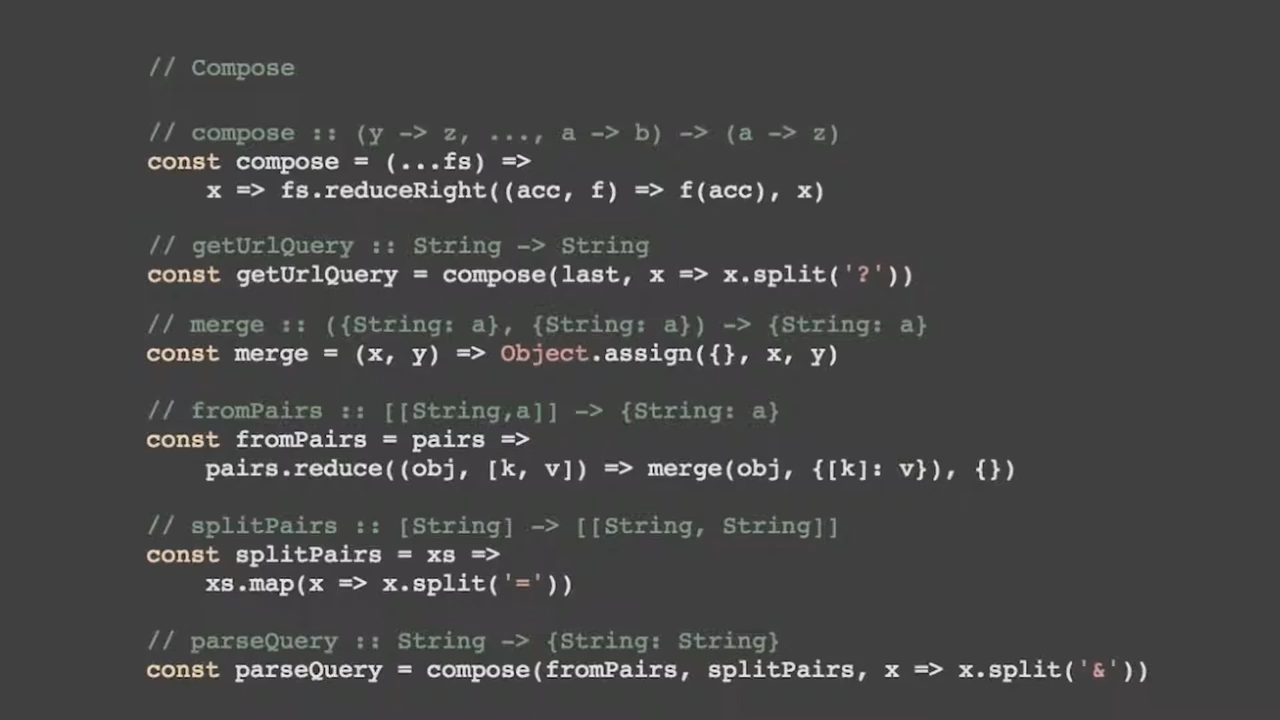 // Compose
// compose :: (y -> z, ..., a -> b) -> (a -> z)
const compose = (...fs) =>
x => fs.reduceRight((acc, f) => f(acc), x)
// getUrlQuery :: String -> String
const getUrlQuery = compose(last, x => x.split('?'))
// merge :: ({String: a}, {String: a}) -> {String: a}
const merge = (x, y) => Object.assign({}, x, y)
// fromPairs :: [[String,a]] -> {String: a}
const fromPairs = pairs =>
pairs.reduce((obj, [k, v]) => merge(obj, {[k]: v}), {})
// splitPairs :: [String] -> [[String, String]]
const splitPairs = xs =>
xs.map(x => x.split('='))
// parseQuery :: String -> {String: String}
const parseQuery = compose(fromPairs, splitPairs, x => x.split('&'))